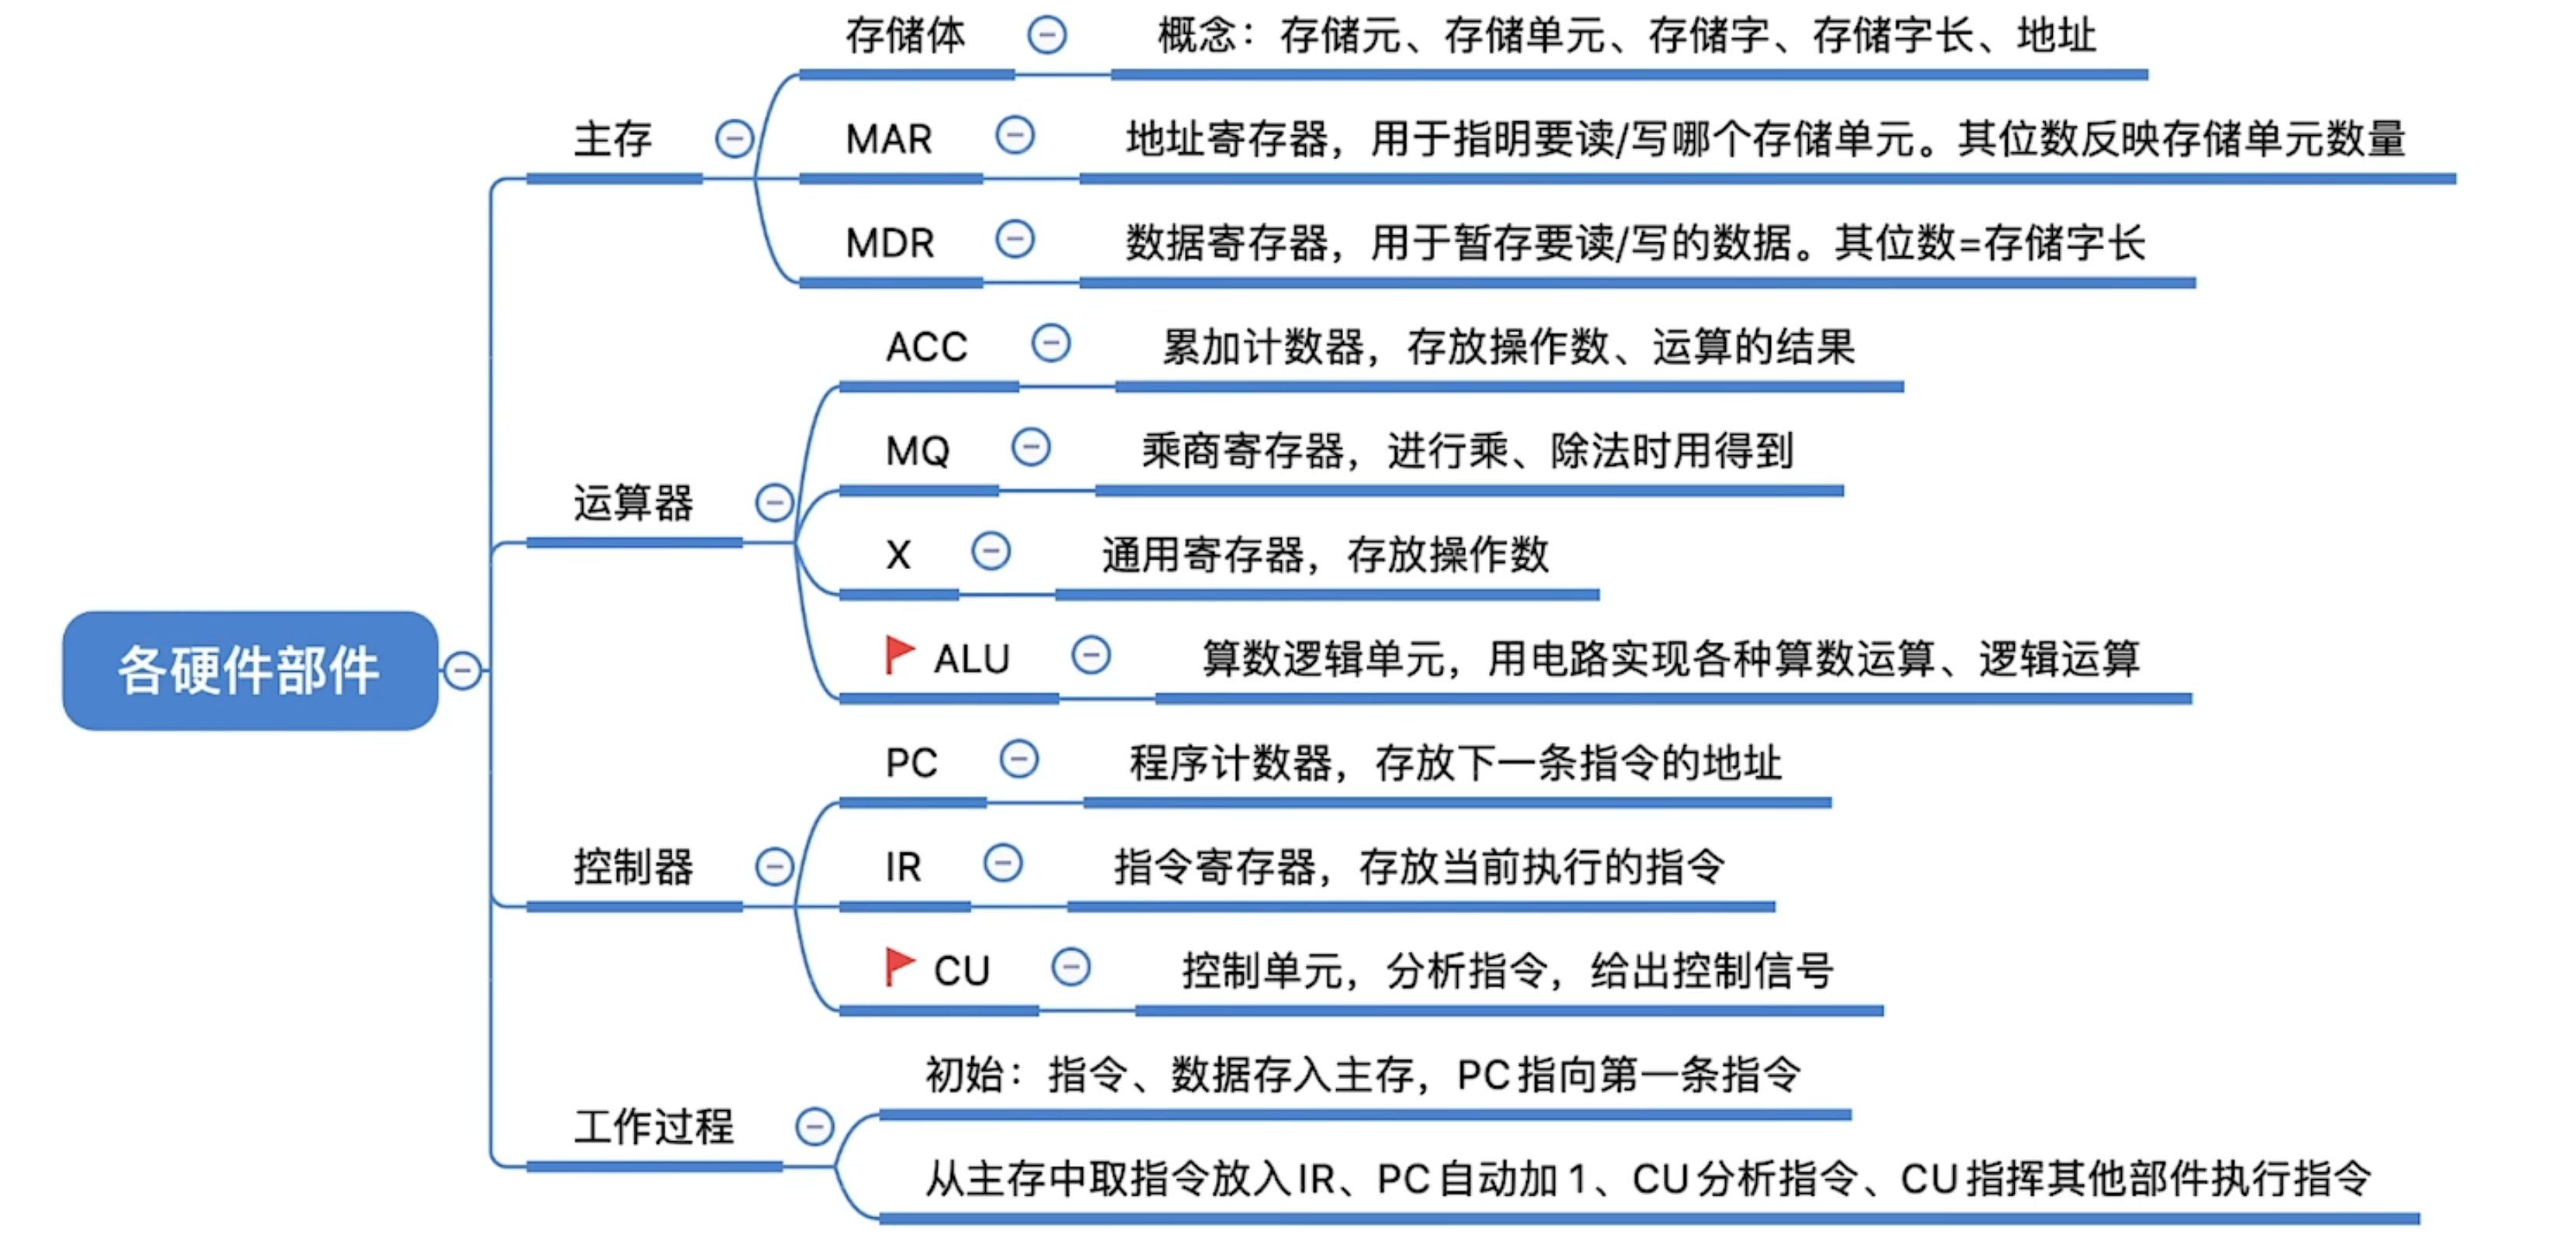 存储体 概念：存储元、存储单元、存储字、存储字长、地址
主存
MAR 地址寄存器，用于指明要读/写哪个存储单元。其位数反映存储单元数量
MDR 数据寄存器，用于暂存要读/写的数据。其位数=存储字长
ACC 累加计数器，存放操作数、运算的结果
MQ 乘商寄存器，进行乘、除法时用得到
运算器
X 通用寄存器，存放操作数
ALU 算数逻辑单元，用电路实现各种算数运算、逻辑运算
各硬件部件
PC 程序计数器，存放下一条指令的地址
控制器
IR 指令寄存器，存放当前执行的指令
CU 控制单元，分析指令，给出控制信号
初始：指令、数据存入主存，PC指向第一条指令
工作过程
从主存中取指令放入IR、PC自动加1、CU分析指令、CU指挥其他部件执行指令